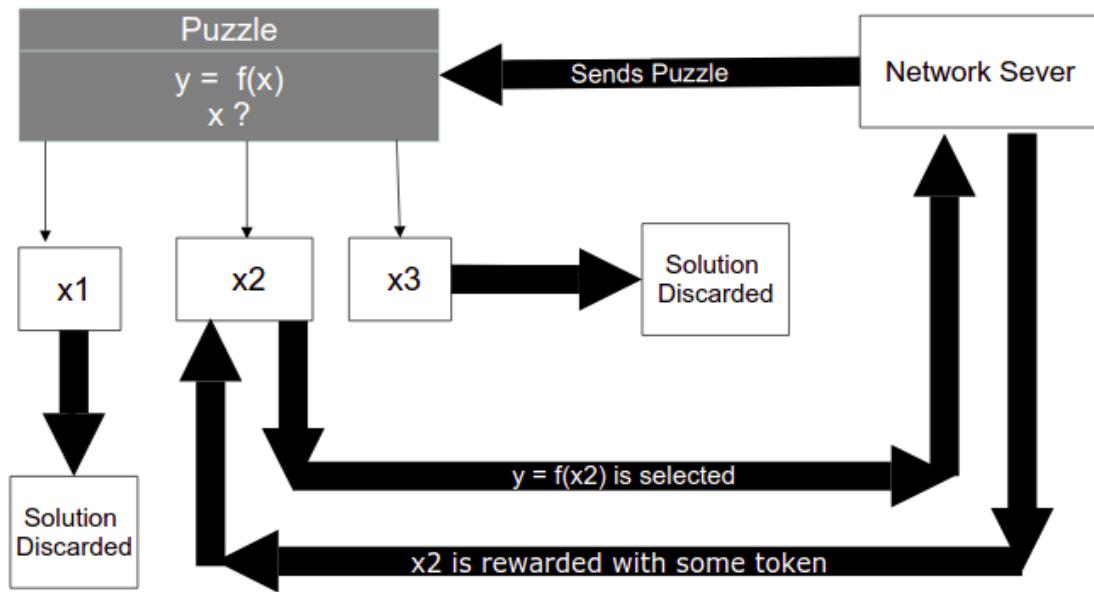 Puzzle
y = f(x)
x ?
Sends Puzzle
Network Sever
x1
x2
x3
Solution
Discarded
Solution
Discarded
y = f(x2) is selected
x2 is rewarded with some token